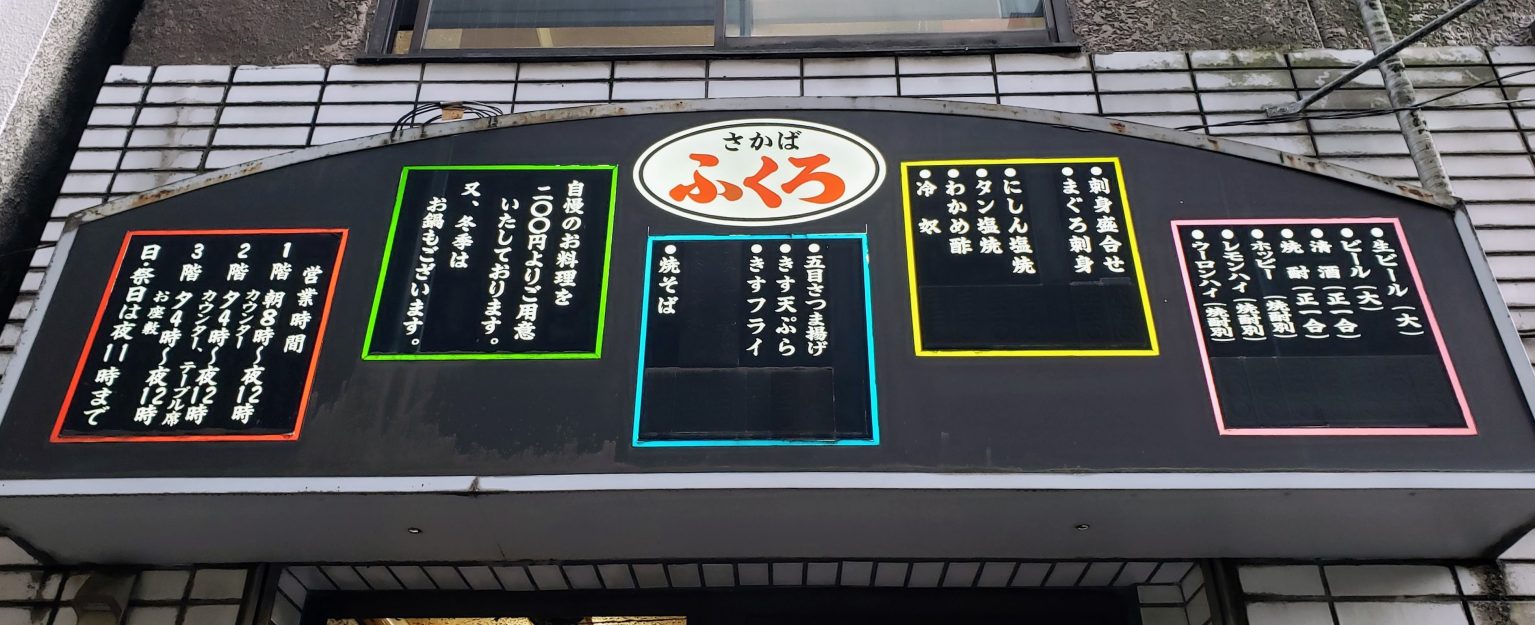 さかば
ふくろ
●生ビール(大)
●ビール(大)
●清酒(正一合)
●焼酎(正一合)
●ホッピー(焼酎別)
●レモンハイ(焼酎別)
●ウーロンハイ(焼酎別)
●刺身盛合せ
●まぐろ刺身
●にしん塩焼
●タン塩焼
●わかめ酢
●冷奴
●五目さつま揚げ
●きす天ぷら
●きすフライ
●焼そば
自慢のお料理を
二〇〇円よりご用意
いたしております。
又、冬季は
お鍋もございます。
営業時間
1階 朝8時〜夜12時
カウンター
2階 夕4時〜夜12時
カウンター、テーブル席
3階 夕4時〜夜12時
お座敷
日・祭日は夜11時まで